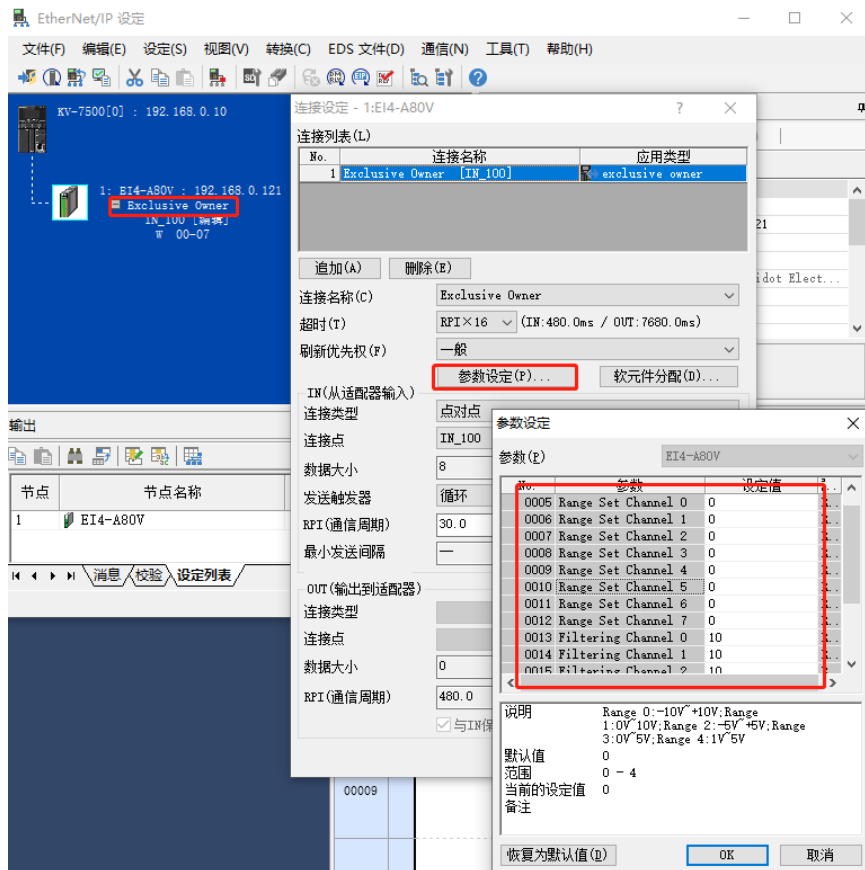 EtherNet/IP 设定
文件(F) 编辑(E) 设定(S) 视图(V) 转换(C) EDS 文件(D) 通信(N) 工具(T) 帮助(H)
KV-7500[0] : 192.168.0.10
1: EI4-A80V : 192.168.0.121
Exclusive Owner
IN_100 [编辑]
W 00-07
连接设定 - 1:EI4-A80V
连接列表(L)
No. 连接名称 应用类型
1 Exclusive Owner [IN_100] exclusive owner
追加(A) 删除(E)
连接名称(C) Exclusive Owner
超时(T) RPI×16 (IN:480.0ms / OUT:7680.0ms)
刷新优先权(F) 一般
参数设定(P)... 软元件分配(D)...
IN(从适配器输入)
连接类型 点对点
连接点 IN_100
数据大小 8
发送触发器 循环
RPI(通信周期) 30.0
最小发送间隔 —
OUT(输出到适配器)
连接类型
连接点
数据大小 0
RPI(通信周期) 480.0
与IN保
21
idot Elect...
输出
节点 节点名称
1 EI4-A80V
消息 校验 设定列表
00009
参数设定
参数(P) EI4-A80V
No. 参数 设定值
0005 Range Set Channel 0 0
0006 Range Set Channel 1 0
0007 Range Set Channel 2 0
0008 Range Set Channel 3 0
0009 Range Set Channel 4 0
0010 Range Set Channel 5 0
0011 Range Set Channel 6 0
0012 Range Set Channel 7 0
0013 Filtering Channel 0 10
0014 Filtering Channel 1 10
0015 Filtering Channel 2 10
说明 Range 0:-10V~+10V;Range
1:0V~10V;Range 2:-5V~+5V;Range
3:0V~5V;Range 4:1V~5V
默认值 0
范围 0 - 4
当前的设定值 0
备注
恢复为默认值(D) OK 取消